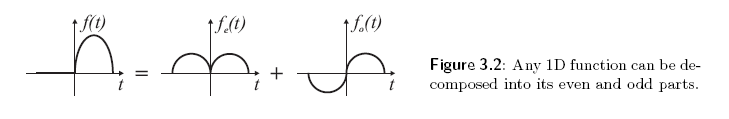 f(t) fe(t) fo(t)
t = t + t
Figure 3.2: Any 1D function can be de-
composed into its even and odd parts.